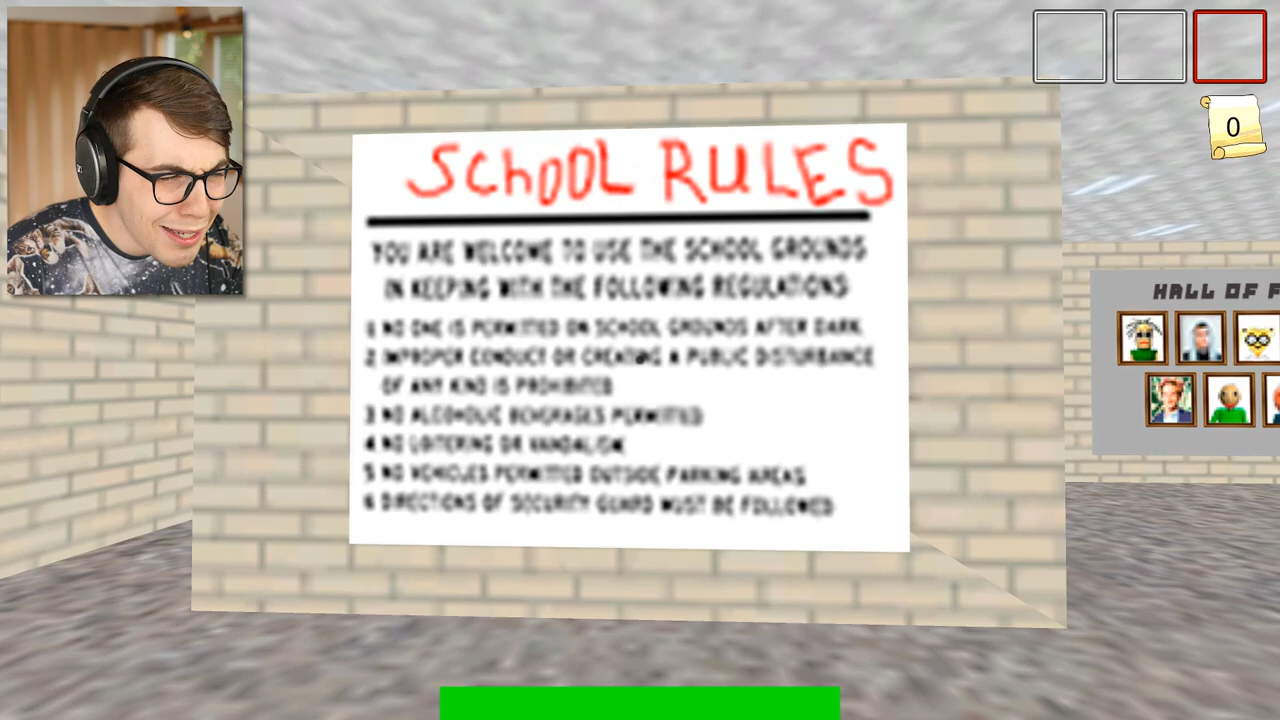 SCHOOL RULES
YOU ARE WELCOME TO USE THE SCHOOL GROUNDS
IN KEEPING WITH THE FOLLOWING REGULATIONS
1 NO ONE IS PERMITTED ON SCHOOL GROUNDS AFTER DARK
2 IMPROPER CONDUCT OR CREATING A PUBLIC DISTURBANCE
OF ANY KIND IS PROHIBITED
3 NO ALCOHOLIC BEVERAGES PERMITTED
4 NO LOITERING OR VANDALISM
5 NO VEHICLES PERMITTED OUTSIDE PARKING AREAS
6 DIRECTIONS OF SECURITY GUARD MUST BE FOLLOWED
0
HALL OF F